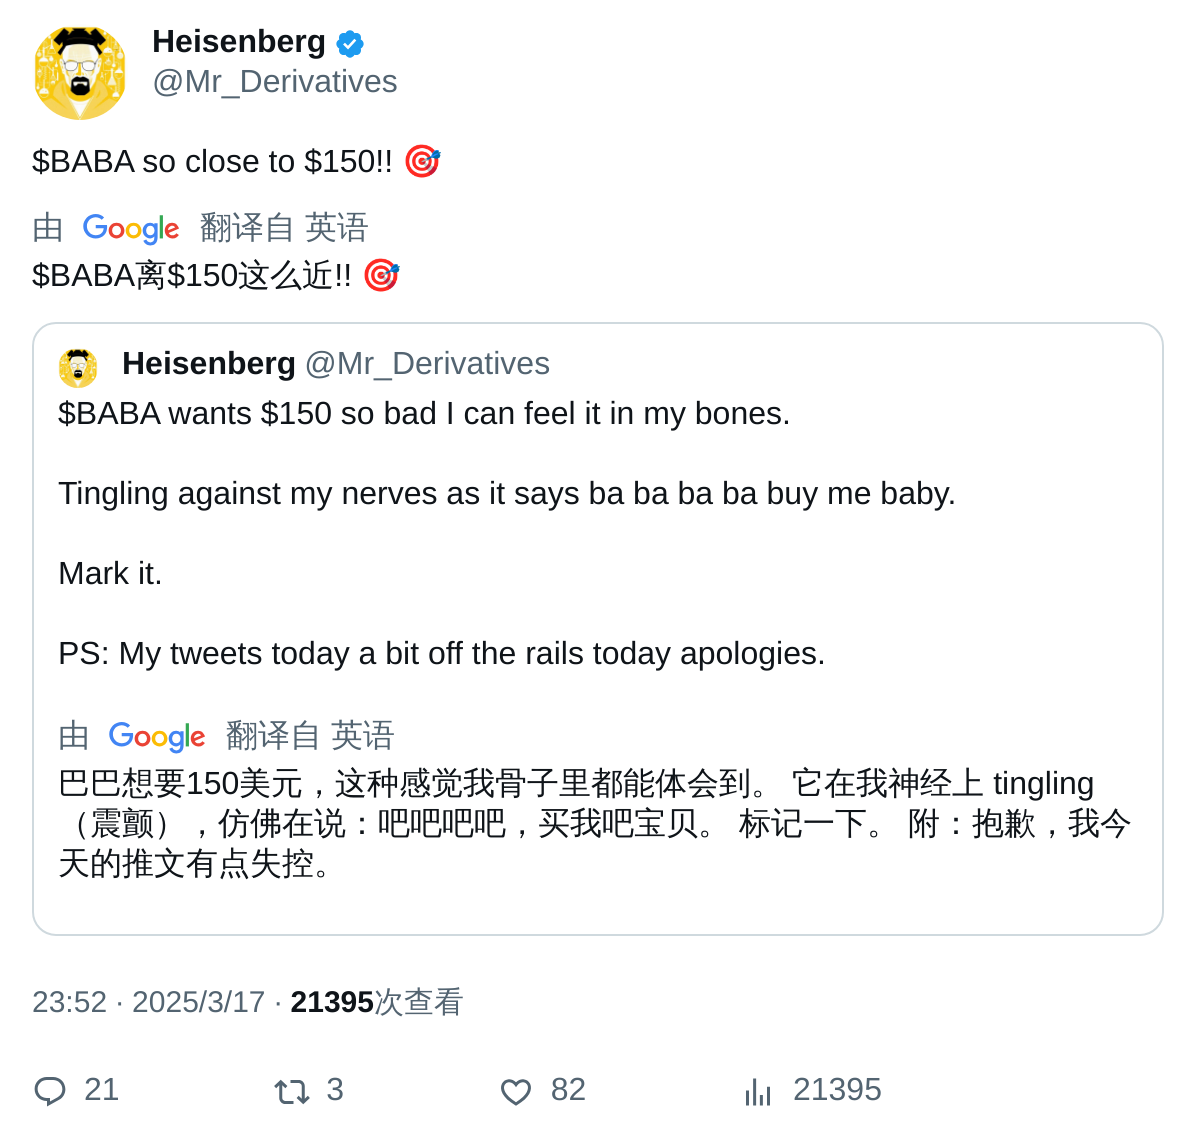 Heisenberg
@Mr_Derivatives
$BABA so close to $150!! 🎯
由 Google 翻译自 英语
$BABA离$150这么近!! 🎯
Heisenberg @Mr_Derivatives
$BABA wants $150 so bad I can feel it in my bones.
Tingling against my nerves as it says ba ba ba ba buy me baby.
Mark it.
PS: My tweets today a bit off the rails today apologies.
由 Google 翻译自 英语
巴巴想要150美元，这种感觉我骨子里都能体会到。 它在我神经上 tingling
（震颤），仿佛在说：吧吧吧吧，买我吧宝贝。 标记一下。 附：抱歉，我今
天的推文有点失控。
23:52 · 2025/3/17 · 21395次查看
21 3 82 21395